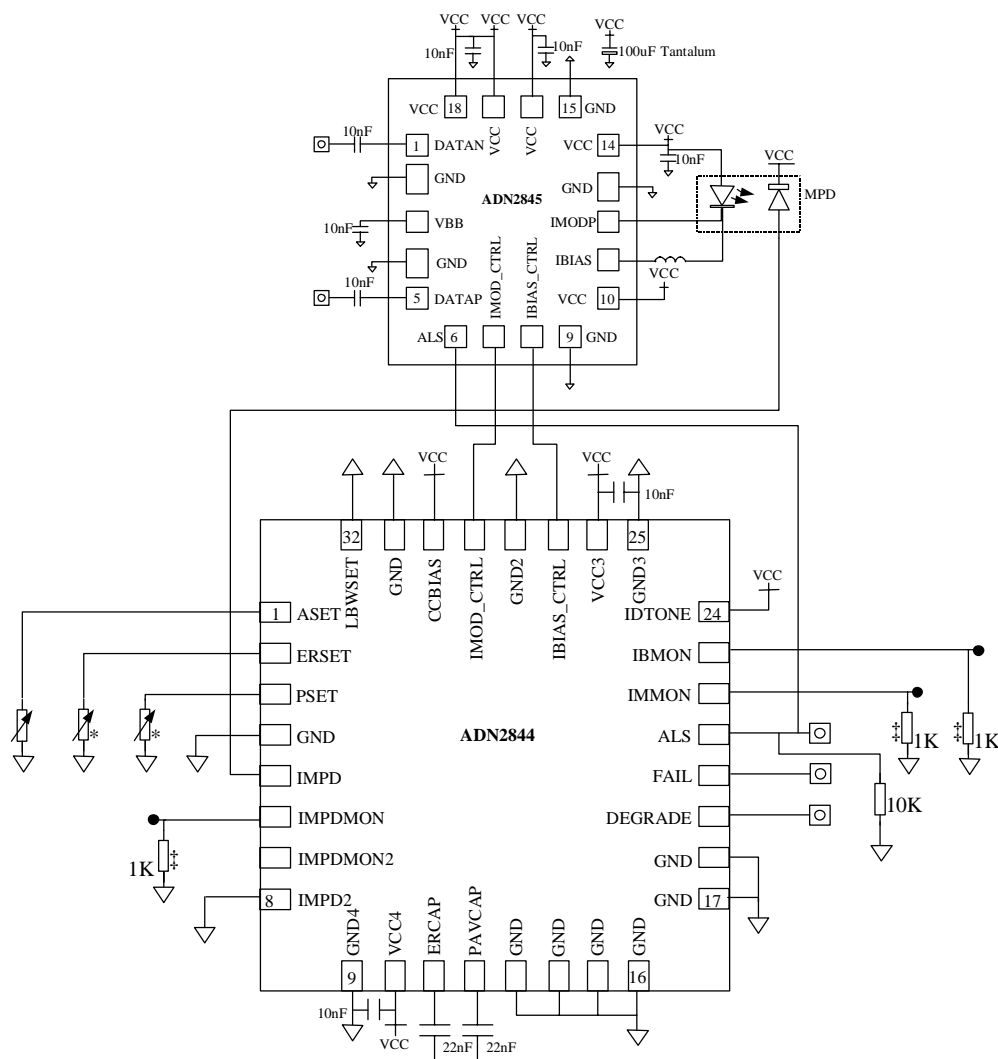 VCC VCC VCC VCC
10nF 10nF 100uF Tantalum
VCC 18 VCC VCC 15 GND
10nF 1 DATAN VCC 14 VCC
10nF VCC
GND GND MPD
ADN2845
10nF VBB IMODP
GND IBIAS
10nF VCC
5 DATAP IMOD_CTRL IBIAS_CTRL VCC 10
ALS 6 9 GND
VCC VCC
10nF
32 25
LBWSET GND CCBIAS IMOD_CTRL GND2 IBIAS_CTRL VCC3 GND3
VCC
1 ASET IDTONE 24
ERSET IBMON
* * PSET IMMON
GND ADN2844 ALS ‡ 1K ‡ 1K
IMPD FAIL
10K
IMPDMON DEGRADE
1K ‡ IMPDMON2 GND
8 IMPD2 GND 17
GND4 VCC4 ERCAP PAVCAP GND GND GND GND
9 16
10nF
VCC 22nF 22nF